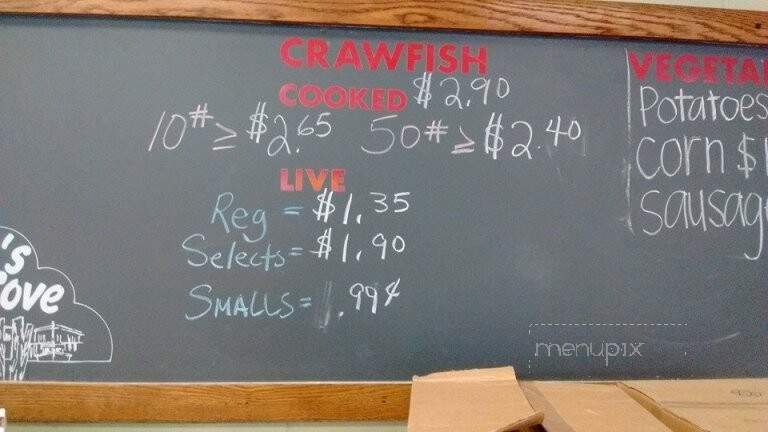 CRAWFISH
COOKED $2.90
10# ≥ $2.65 50# ≥ $2.40
LIVE
Reg = $1.35
Selects = $1.90
SMALLS = .99¢
VEGETA
Potatoes
corn $1
sausage
's
ove
menupix